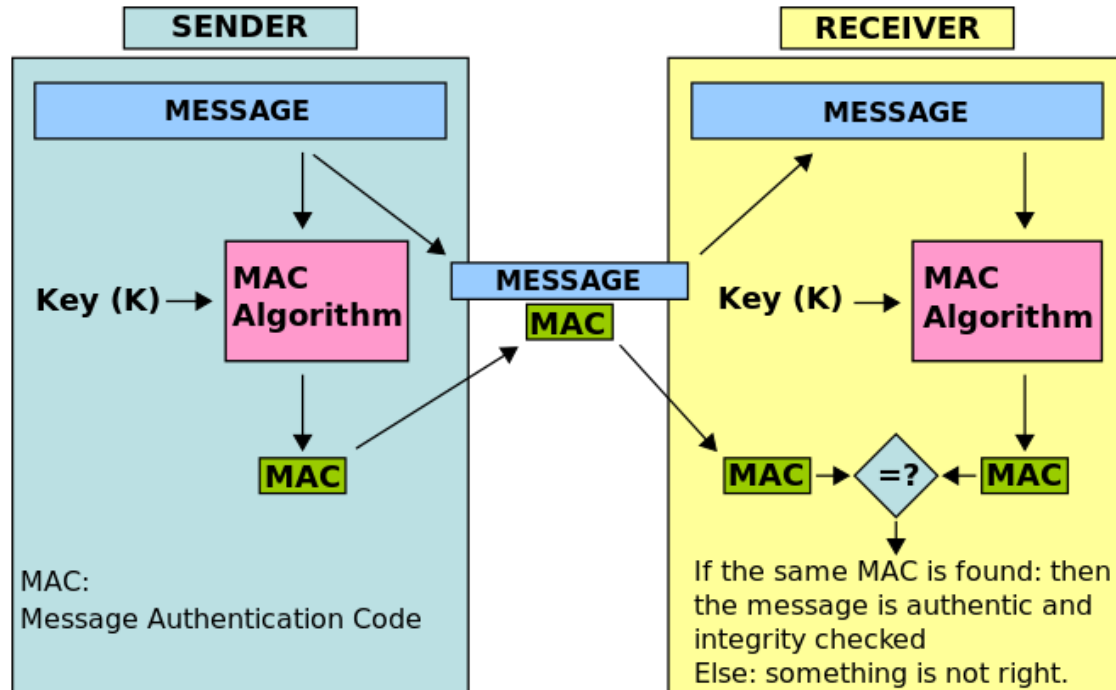 SENDER
MESSAGE
Key (K)
MAC
Algorithm
MAC
MAC:
Message Authentication Code
MESSAGE
MAC
RECEIVER
MESSAGE
Key (K)
MAC
Algorithm
MAC
=?
MAC
If the same MAC is found: then
the message is authentic and
integrity checked
Else: something is not right.